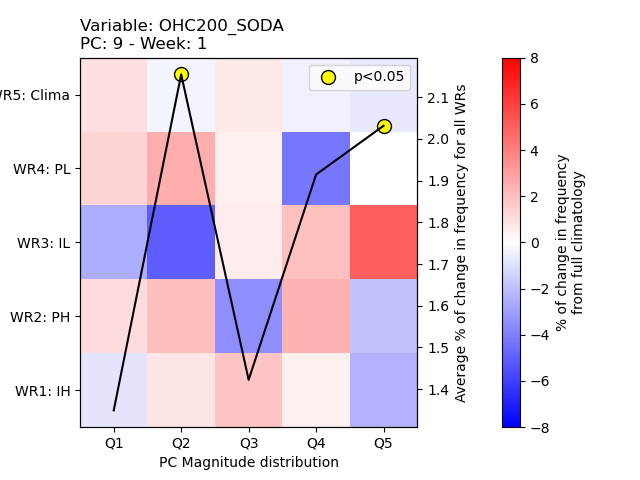 Variable: OHC200_SODA
PC: 9 - Week: 1
p<0.05
WR5: Clima
WR4: PL
WR3: IL
WR2: PH
WR1: IH
Q1 Q2 Q3 Q4 Q5
PC Magnitude distribution
2.1
2.0
1.9
1.8
1.7
1.6
1.5
1.4
Average % of change in frequency for all WRs
8
6
4
2
0
−2
−4
−6
−8
% of change in frequency
from full climatology